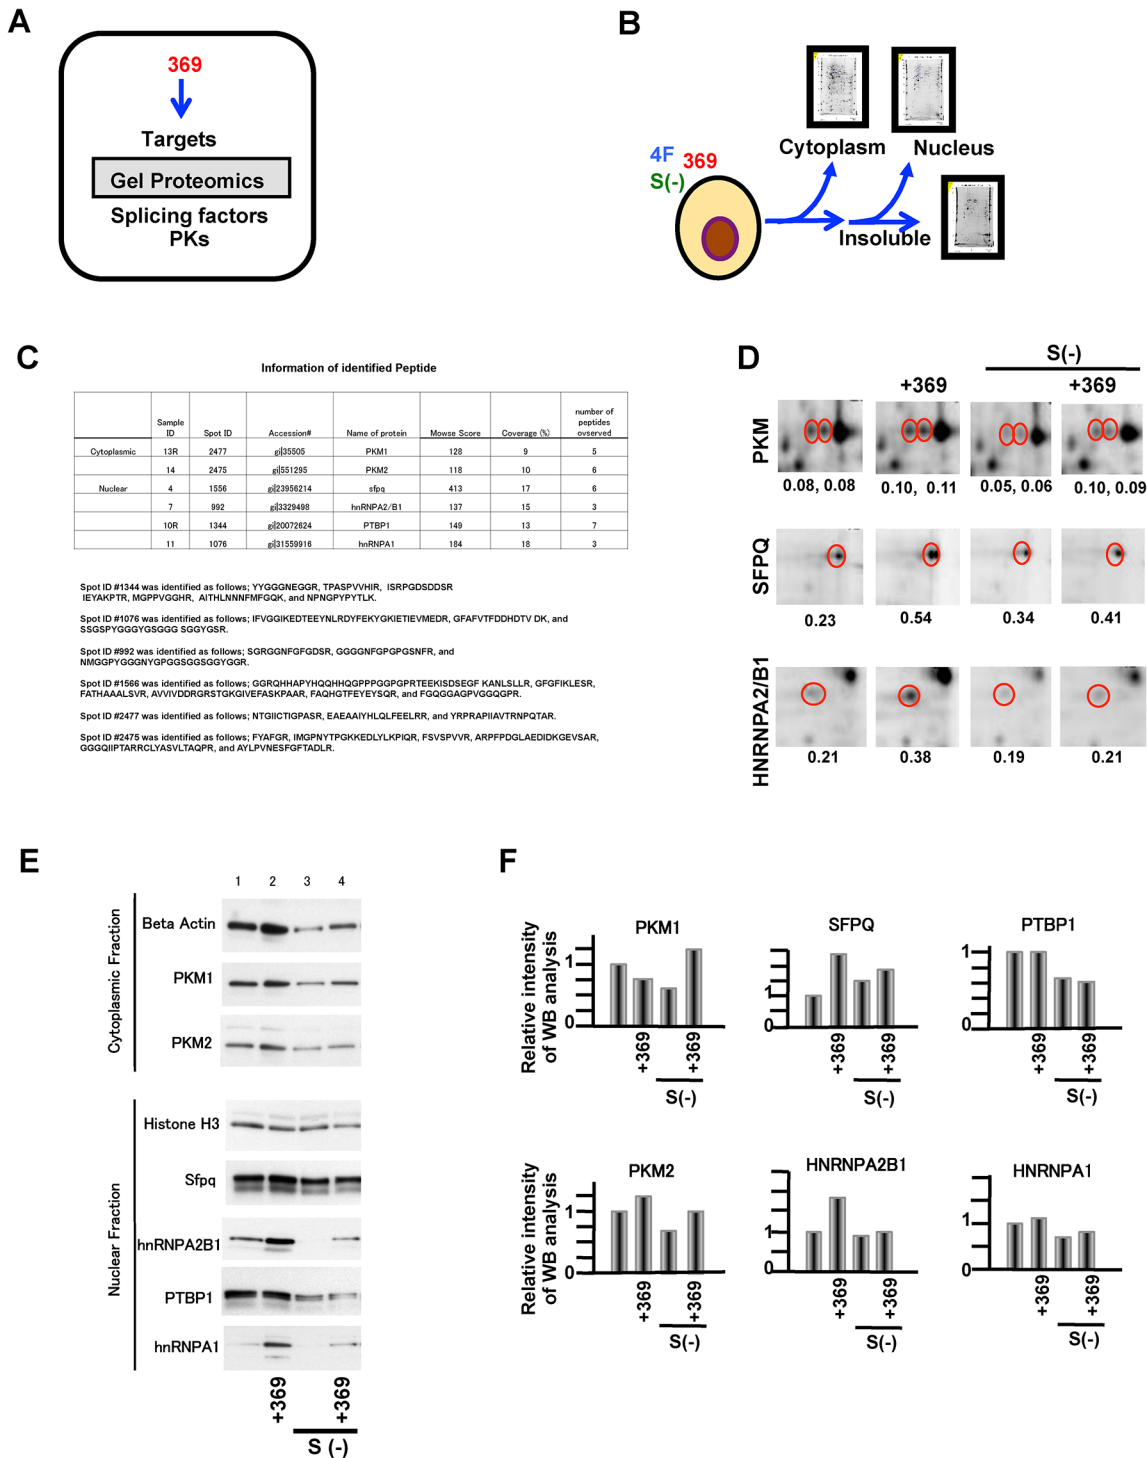 A
369
Targets
Gel Proteomics
Splicing factors
PKs
B
4F 369
S(-)
Cytoplasm
Nucleus
Insoluble
C
Information of identified Peptide
Sample ID Spot ID Accession# Name of protein Mowse Score Coverage (%) number of peptides ovserved
Cytoplasmic 13R 2477 gi|35505 PKM1 128 9 5
14 2475 gi|551295 PKM2 118 10 6
Nuclear 4 1556 gi|23956214 sfpq 413 17 6
7 992 gi|3329498 hnRNPA2/B1 137 15 3
10R 1344 gi|20072624 PTBP1 149 13 7
11 1076 gi|31559916 hnRNPA1 184 18 3
Spot ID #1344 was identified as follows; YYGGGNEGGR, TPASPVVHIR, ISRPGDSDDSR
IEYAKPTR, MGPPVGGHR, AITHLNNNFMFGQK, and NPNGPYPYTLK.
Spot ID #1076 was identified as follows; IFVGGIKEDTEEYNLRDYFEKYGKIETIEVMEDR, GFAFVTFDDHDTV DK, and
SSGSPYGGGYGSGGG SGGYGSR.
Spot ID #992 was identified as follows; SGRGGNFGFGDSR, GGGGNFGPGPGSNFR, and
NMGGPYGGGNYGPGGSGGSGGYGGR.
Spot ID #1566 was identified as follows; GGRQHHAPYHQQHHQGPPPGGPGPRTEEKISDSEGF KANLSLLR, GFGFIKLESR,
FATHAAALSVR, AVVIVDDRGRSTGKGIVEFASKPAAR, FAQHGTFEYEYSQR, and FGQGGAGPVGGQGPR.
Spot ID #2477 was identified as follows; NTGIICTIGPASR, EAEAAIYHLQLFEELRR, and YRPRAPIIAVTRNPQTAR.
Spot ID #2475 was identified as follows; FYAFGR, IMGPNYTPGKKEDLYLKPIQR, FSVSPVVR, ARPFPDGLAEDIDKGEVSAR,
GGGQIIPTARRCLYASVLTAQPR, and AYLPVNESFGFTADLR.
D
S(-)
+369 +369
PKM
0.08, 0.08 0.10, 0.11 0.05, 0.06 0.10, 0.09
SFPQ
0.23 0.54 0.34 0.41
HNRNPA2/B1
0.21 0.38 0.19 0.21
E
1 2 3 4
Cytoplasmic Fraction
Beta Actin
PKM1
PKM2
Nuclear Fraction
Histone H3
Sfpq
hnRNPA2B1
PTBP1
hnRNPA1
+369 +369
S (-)
F
Relative intensity
of WB analysis
PKM1
1
0
+369 +369
S(-)
SFPQ
1
0
+369 +369
S(-)
PTBP1
1
0
+369 +369
S(-)
Relative intensity
of WB analysis
PKM2
1
0
+369 +369
S(-)
HNRNPA2B1
1
0
+369 +369
S(-)
HNRNPA1
1
0
+369 +369
S(-)